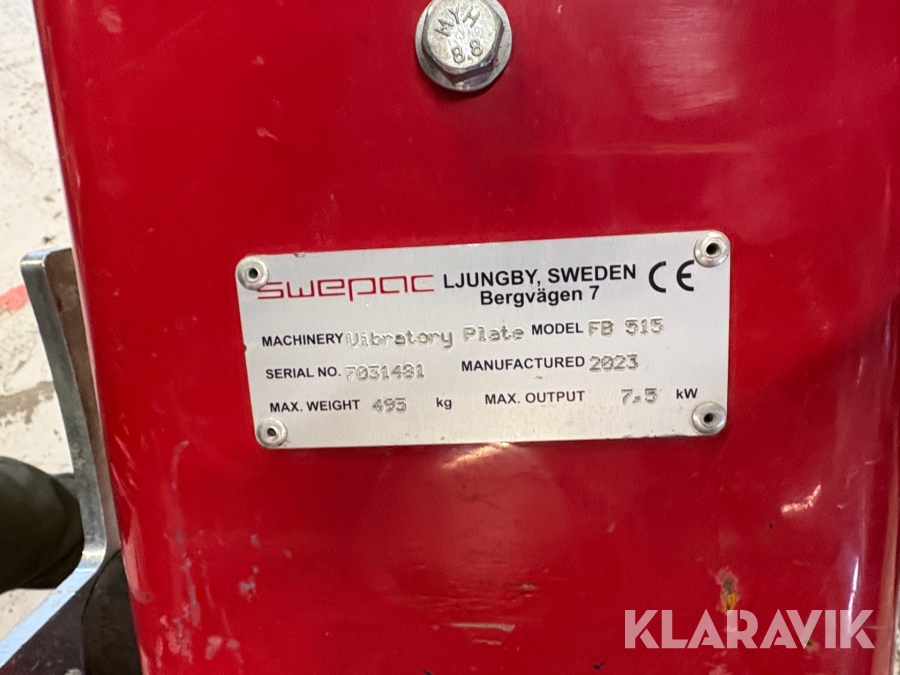 MYH
8.8
swepac LJUNGBY, SWEDEN CE
Bergvägen 7
MACHINERY Vibratory Plate MODEL FB 515
SERIAL NO. 7031481 MANUFACTURED 2023
MAX. WEIGHT 495 kg MAX. OUTPUT 7.5 kW
KLARAVIK